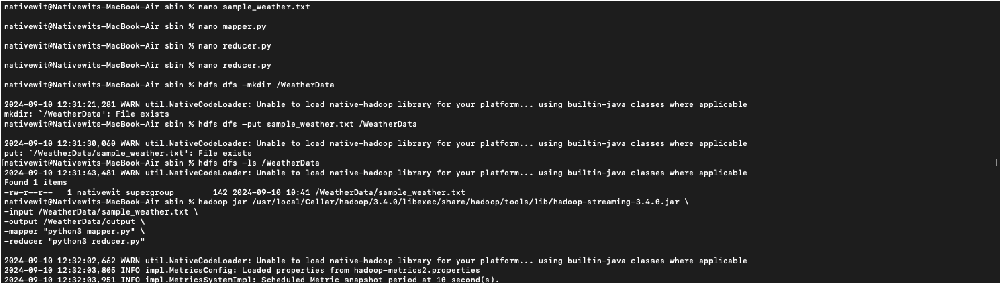 nativewit@Nativewits-MacBook-Air sbin % nano sample_weather.txt
nativewit@Nativewits-MacBook-Air sbin % nano mapper.py
nativewit@Nativewits-MacBook-Air sbin % nano reducer.py
nativewit@Nativewits-MacBook-Air sbin % nano reducer.py
nativewit@Nativewits-MacBook-Air sbin % hdfs dfs -mkdir /WeatherData
2024-09-10 12:31:21,281 WARN util.NativeCodeLoader: Unable to load native-hadoop library for your platform... using builtin-java classes where applicable
mkdir: `/WeatherData': File exists
nativewit@Nativewits-MacBook-Air sbin % hdfs dfs -put sample_weather.txt /WeatherData
2024-09-10 12:31:30,060 WARN util.NativeCodeLoader: Unable to load native-hadoop library for your platform... using builtin-java classes where applicable
put: `/WeatherData/sample_weather.txt': File exists
[nativewit@Nativewits-MacBook-Air sbin % hdfs dfs -ls /WeatherData ]
2024-09-10 12:31:43,481 WARN util.NativeCodeLoader: Unable to load native-hadoop library for your platform... using builtin-java classes where applicable
Found 1 items
-rw-r--r--   1 nativewit supergroup        142 2024-09-10 10:41 /WeatherData/sample_weather.txt
nativewit@Nativewits-MacBook-Air sbin % hadoop jar /usr/local/Cellar/hadoop/3.4.0/libexec/share/hadoop/tools/lib/hadoop-streaming-3.4.0.jar \
-input /WeatherData/sample_weather.txt \
-output /WeatherData/output \
-mapper "python3 mapper.py" \
-reducer "python3 reducer.py"
2024-09-10 12:32:02,662 WARN util.NativeCodeLoader: Unable to load native-hadoop library for your platform... using builtin-java classes where applicable
2024-09-10 12:32:03,805 INFO impl.MetricsConfig: Loaded properties from hadoop-metrics2.properties
2024-09-10 12:32:03,951 INFO impl.MetricsSystemImpl: Scheduled Metric snapshot period at 10 second(s).